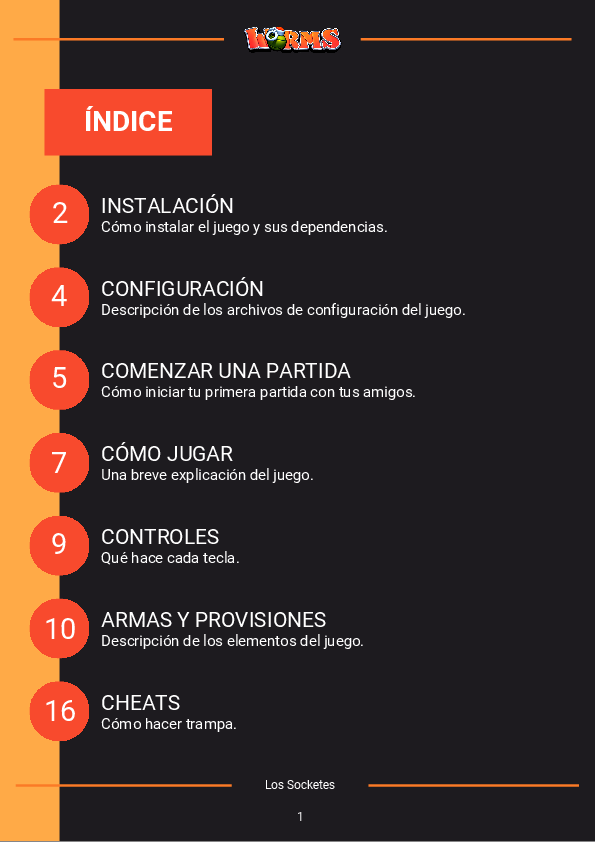 WORMS
ÍNDICE
2
INSTALACIÓN
Cómo instalar el juego y sus dependencias.
4
CONFIGURACIÓN
Descripción de los archivos de configuración del juego.
5
COMENZAR UNA PARTIDA
Cómo iniciar tu primera partida con tus amigos.
7
CÓMO JUGAR
Una breve explicación del juego.
9
CONTROLES
Qué hace cada tecla.
10
ARMAS Y PROVISIONES
Descripción de los elementos del juego.
16
CHEATS
Cómo hacer trampa.
Los Socketes
1